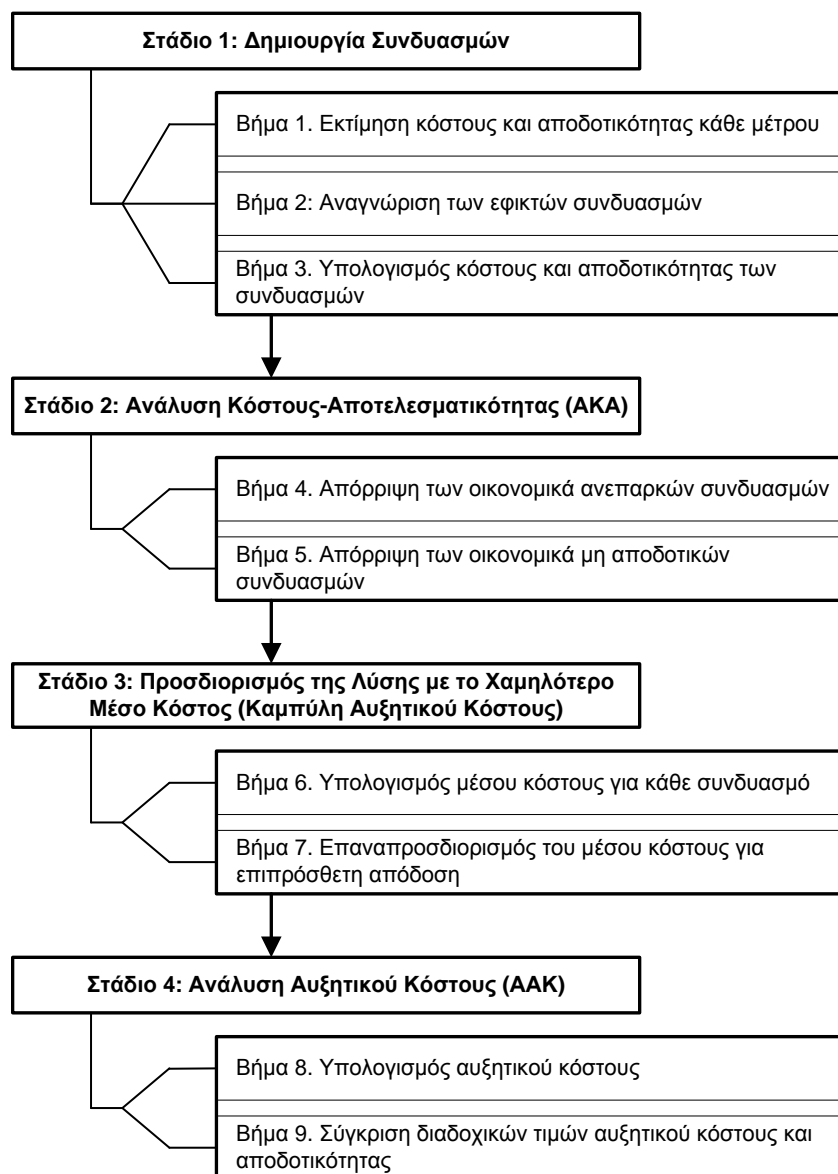 Στάδιο 1: Δημιουργία Συνδυασμών
Βήμα 1. Εκτίμηση κόστους και αποδοτικότητας κάθε μέτρου
Βήμα 2: Αναγνώριση των εφικτών συνδυασμών
Βήμα 3. Υπολογισμός κόστους και αποδοτικότητας των
συνδυασμών
Στάδιο 2: Ανάλυση Κόστους-Αποτελεσματικότητας (ΑΚΑ)
Βήμα 4. Απόρριψη των οικονομικά ανεπαρκών συνδυασμών
Βήμα 5. Απόρριψη των οικονομικά μη αποδοτικών
συνδυασμών
Στάδιο 3: Προσδιορισμός της Λύσης με το Χαμηλότερο
Μέσο Κόστος (Καμπύλη Αυξητικού Κόστους)
Βήμα 6. Υπολογισμός μέσου κόστους για κάθε συνδυασμό
Βήμα 7. Επαναπροσδιορισμός του μέσου κόστους για
επιπρόσθετη απόδοση
Στάδιο 4: Ανάλυση Αυξητικού Κόστους (ΑΑΚ)
Βήμα 8. Υπολογισμός αυξητικού κόστους
Βήμα 9. Σύγκριση διαδοχικών τιμών αυξητικού κόστους και
αποδοτικότητας